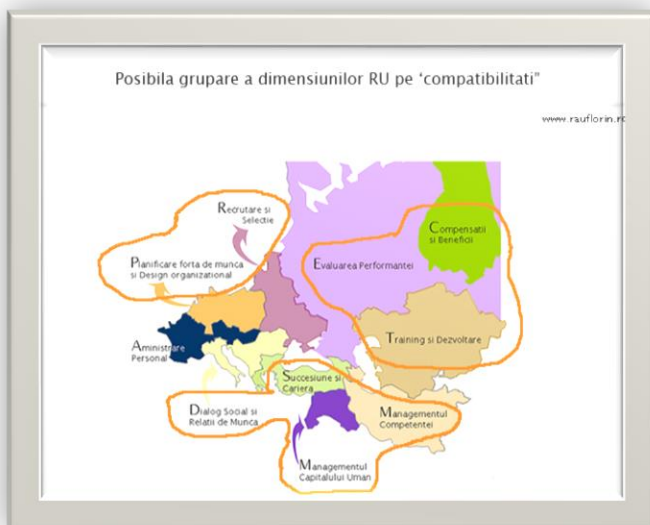 Posibila grupare a dimensiunilor RU pe 'compatibilitati"
www.rauflorin.r
Recrutare si
Selectie
Compensatii
si Beneficii
Planificare forta de munca
si Design organizational
Evaluarea Performantei
Aministrare
Personal
Training si Dezvoltare
Succesiune si
Cariera
Dialog Social si
Relatii de Munca
Managementul
Competentei
Managementul
Capitalului Uman